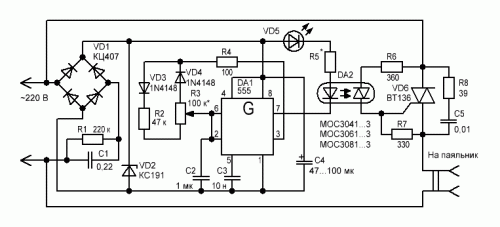 VD1
КЦ407
~220 В
R1 220 к
C1
0,22
VD2
КС191
VD3
1N4148
VD4
1N4148
R2
47 к
R3
100 к*
R4
100
DA1
555
G
4
8
3
6
2
7
5
1
C2
1 мк
C3
10 н
C4
47...100 мк
VD5
R5*
DA2
MOC3041...3
MOC3061...3
MOC3081...3
R6
360
VD6
BT136
R7
330
R8
39
C5
0,01
На паяльник